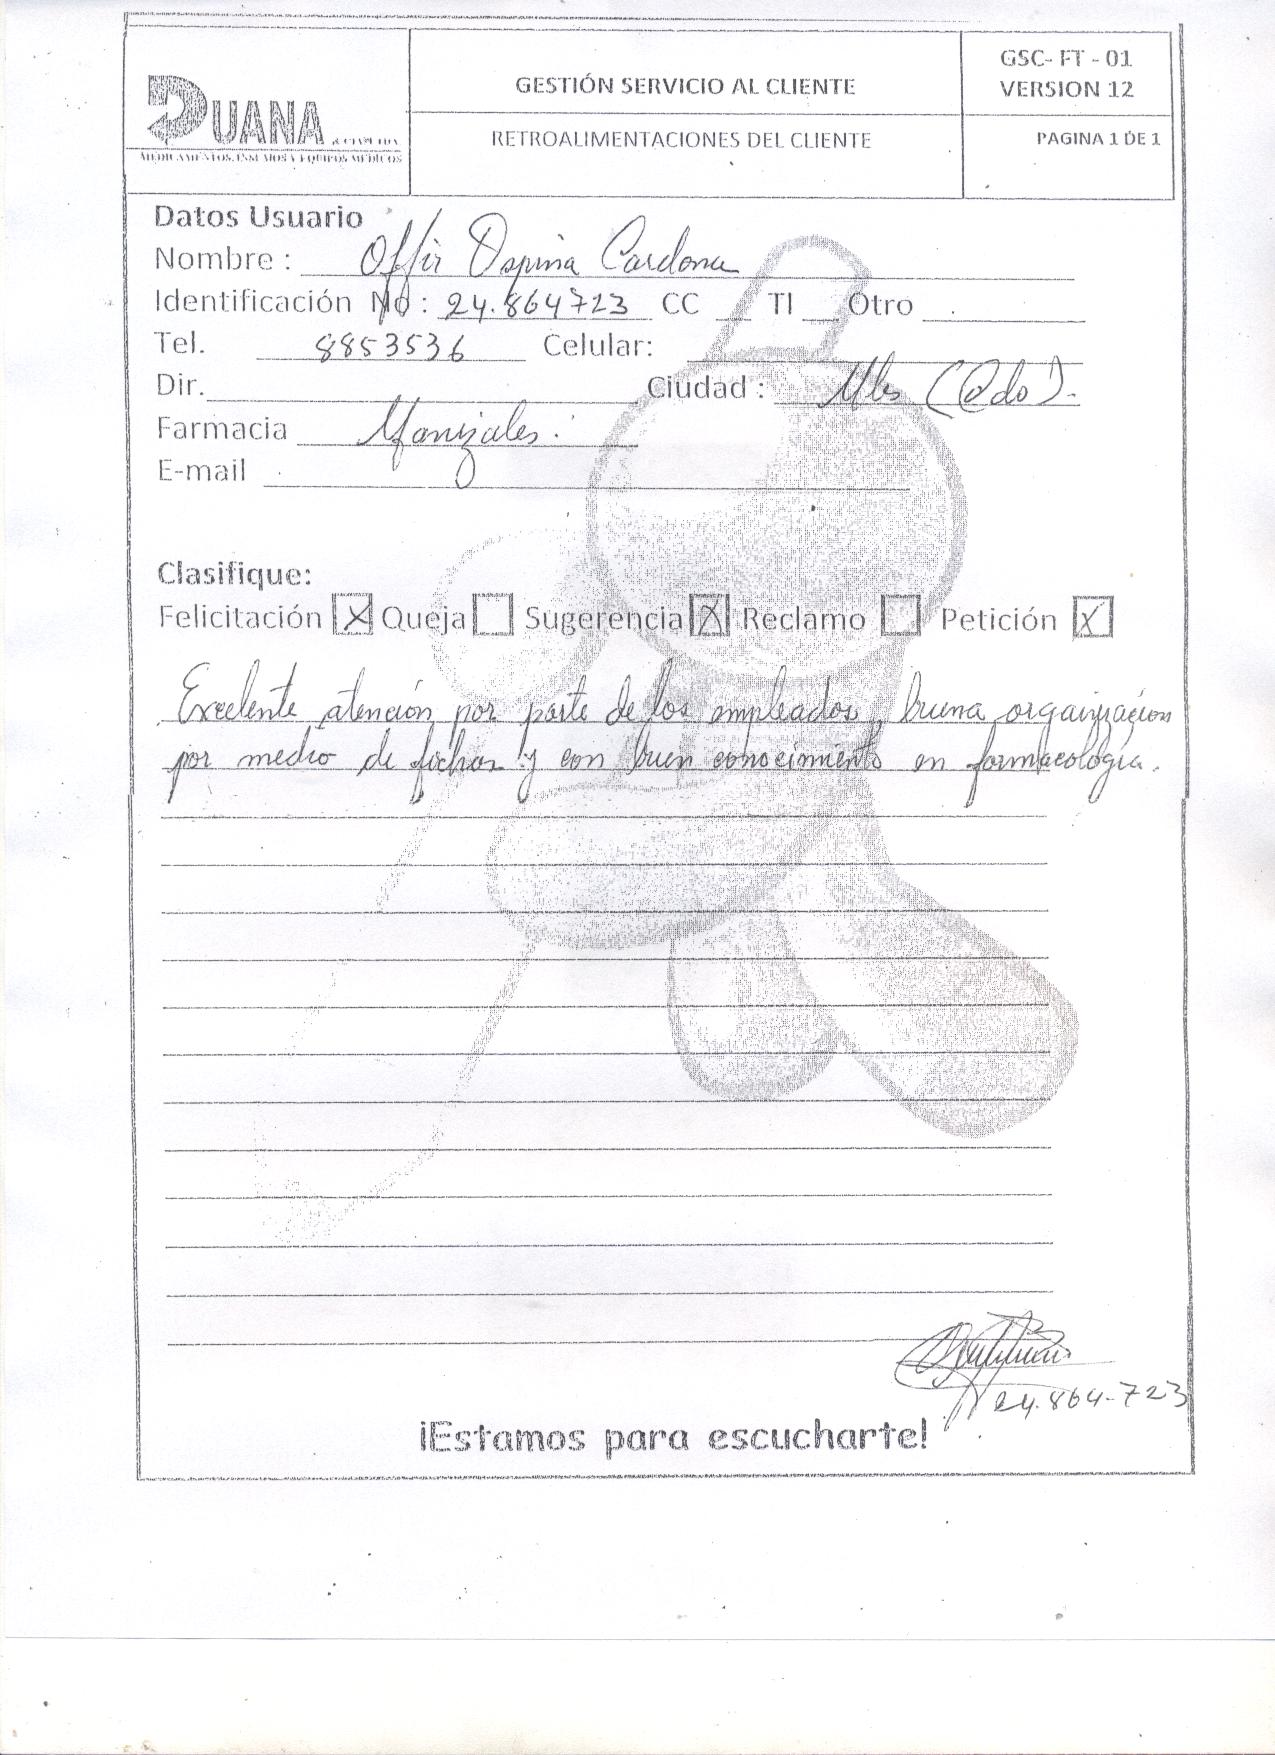 DUANA & CIA LTDA.
MEDICAMENTOS, INSUMOS Y EQUIPOS MÉDICOS
GESTIÓN SERVICIO AL CLIENTE
RETROALIMENTACIONES DEL CLIENTE
GSC- FT - 01
VERSION 12
PAGINA 1 DE 1
Datos Usuario
Nombre : Offir Ospina Cardona
Identificación No : 24.864723 CC __ TI __ Otro
Tel. 8853536 Celular:
Dir. Ciudad : Mls (Cdo).
Farmacia Manizales.
E-mail
Clasifique:
Felicitación X Queja Sugerencia X Reclamo Petición X
Excelente atención por parte de los empleados, buena organización
por medio de fichas y con buen conocimiento en farmacología.
24.864-723
¡Estamos para escucharte!